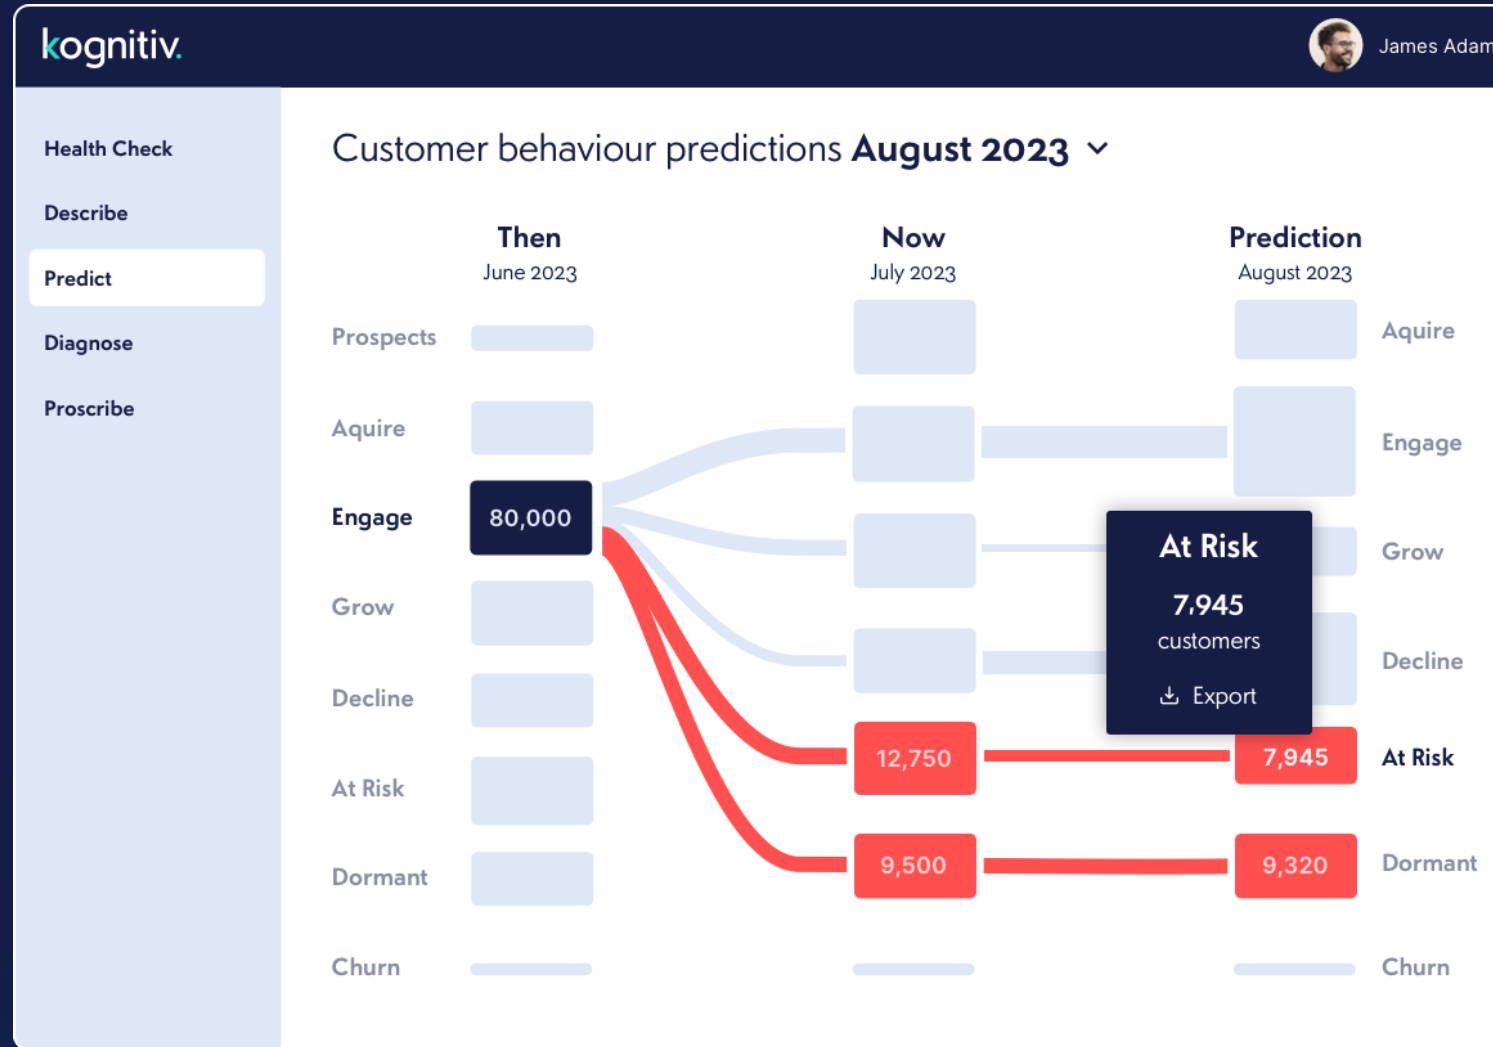 kognitiv.
James Adam
Health Check
Describe
Predict
Diagnose
Proscribe
Customer behaviour predictions August 2023
Then
June 2023
Now
July 2023
Prediction
August 2023
Prospects
Aquire
Engage
Grow
Decline
At Risk
Dormant
Churn
80,000
12,750
9,500
At Risk
7,945
customers
Export
7,945
9,320
Aquire
Engage
Grow
Decline
At Risk
Dormant
Churn